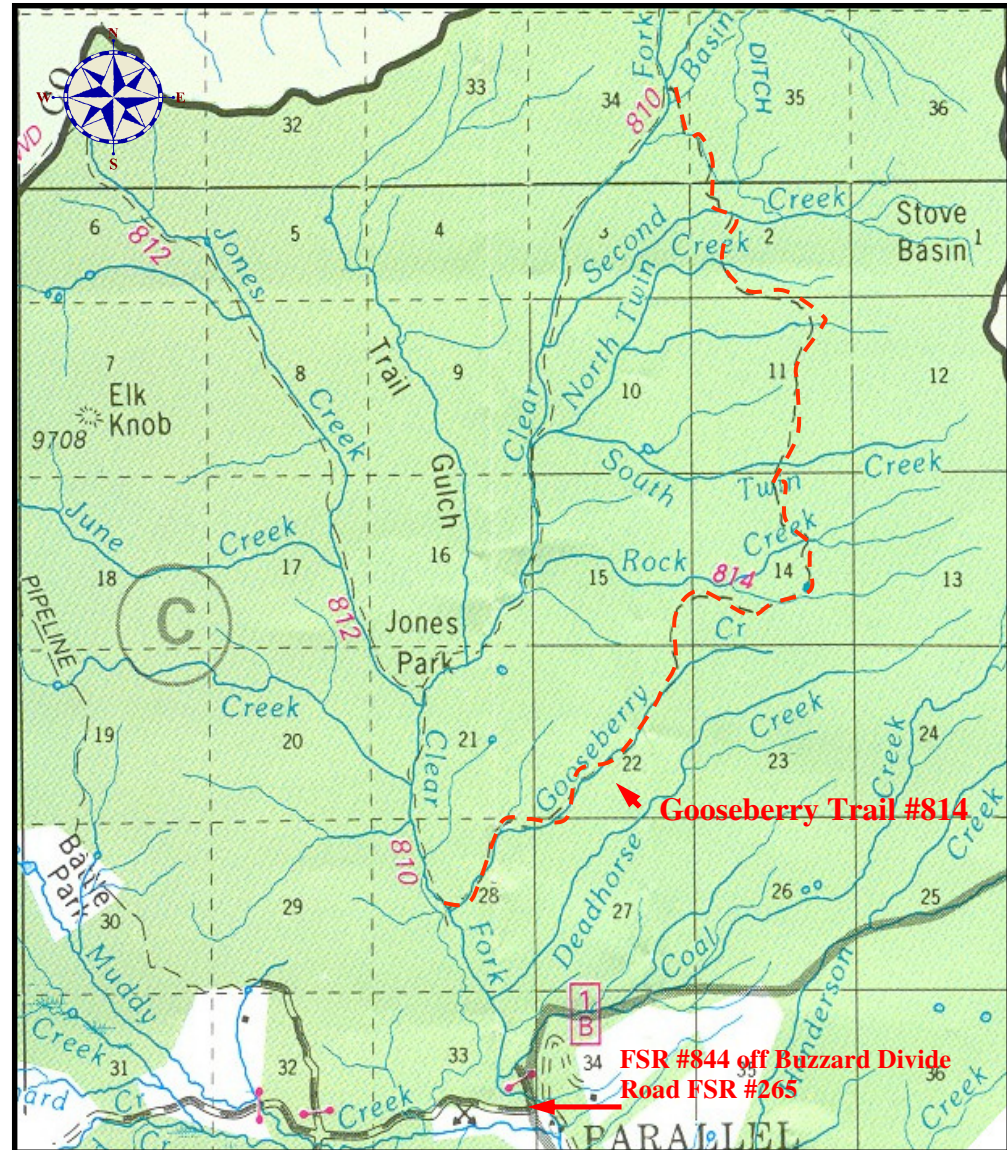 N
W
E
S
CO
Fork
Basin
DITCH
810
32
33
34
35
36
6
812
5
4
3
2
1
Second
Creek
Stove
Basin
Creek
Jones
North Twin
7
8
Trail
9
10
11
12
Elk
Knob
9708
Creek
Clear
Gulch
South
Twin
Creek
June
Creek
16
Rock
Creek
18
17
15
814
14
13
PIPELINE
C
812
Jones
Park
Cr
Creek
19
20
Clear
21
Gooseberry
22
Creek
23
24
Creek
Gooseberry Trail #814
Creek
Battle
Park
810
28
Deadhorse
26
25
30
29
27
Coal
Muddy
Fork
Henderson
1
B
Creek
31
32
33
34
35
36
FSR #844 off Buzzard Divide
Road FSR #265
Cr
Creek
Creek
PARALLEL